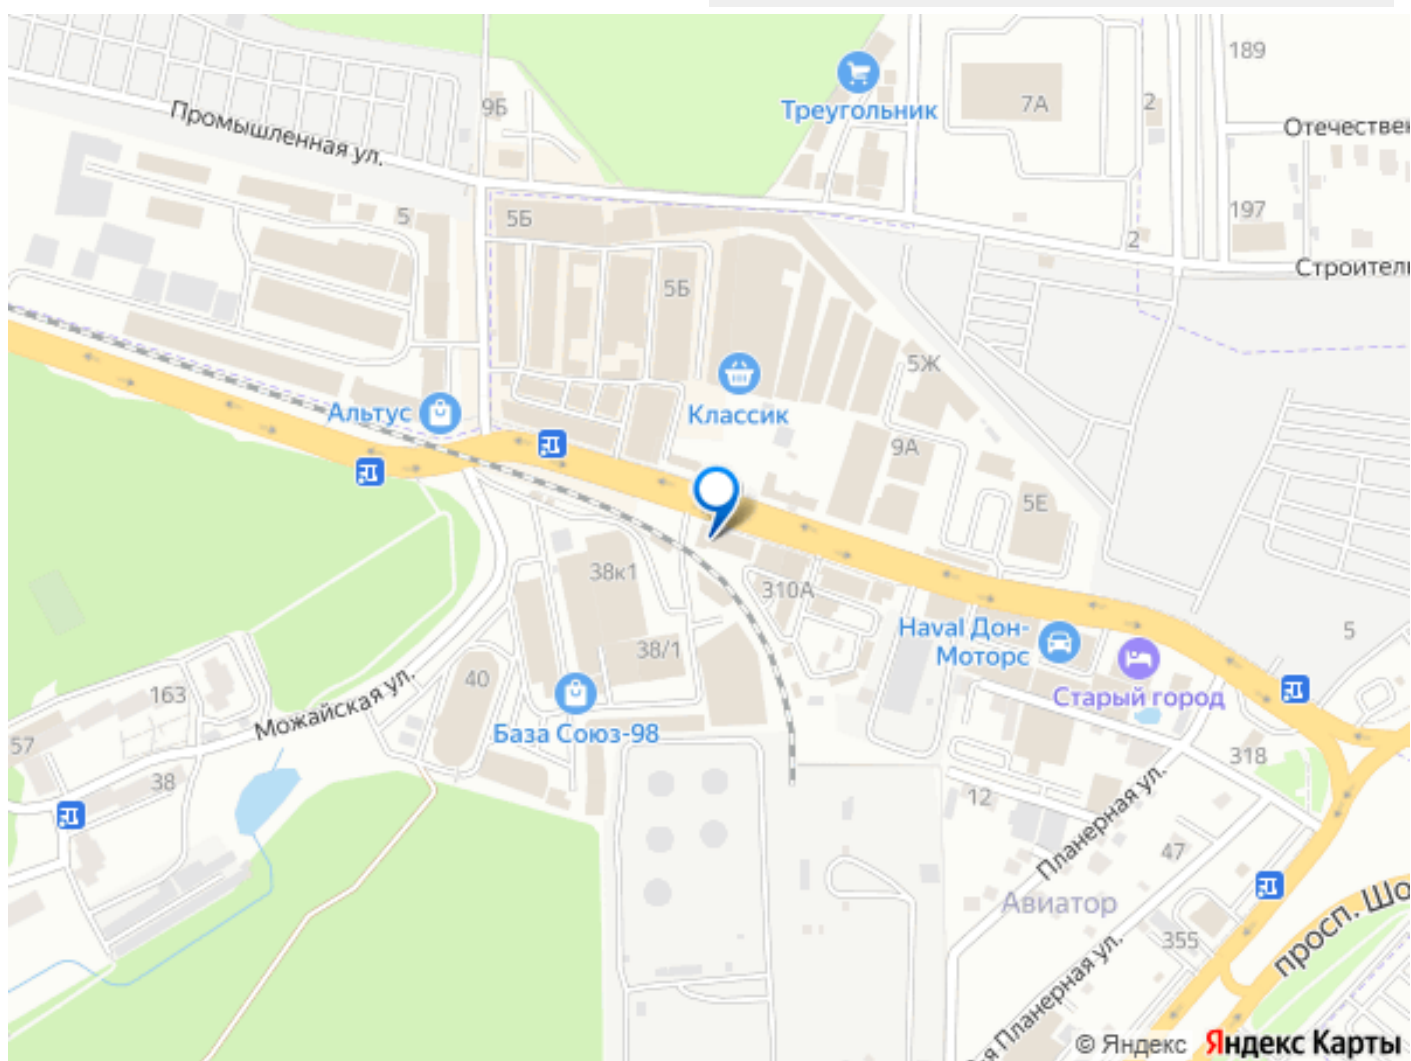 189
Треугольник
7А
2
9Б
Промышленная ул.
Отечествен
5
5Б
197
2
Строитель
5Б
5Ж
Альтус
Классик
9А
5Е
38к1
310А
Haval Дон-
Моторс
5
38/1
40
163
Можайская ул.
Старый город
База Союз-98
57
38
318
12
Планерная ул.
47
Авиатор
355
просп. Шо
я Планерная ул.
© Яндекс
Яндекс Карты